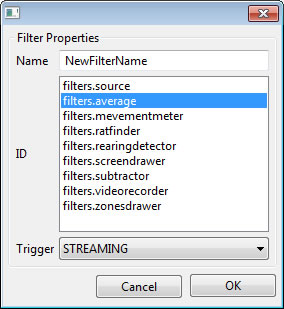 Filter Properties
Name NewFilterName
filters.source
filters.average
filters.mevementmeter
filters.ratfinder
filters.rearingdetector
ID
filters.screendrawer
filters.subtractor
filters.videorecorder
filters.zonesdrawer
Trigger STREAMING
Cancel OK